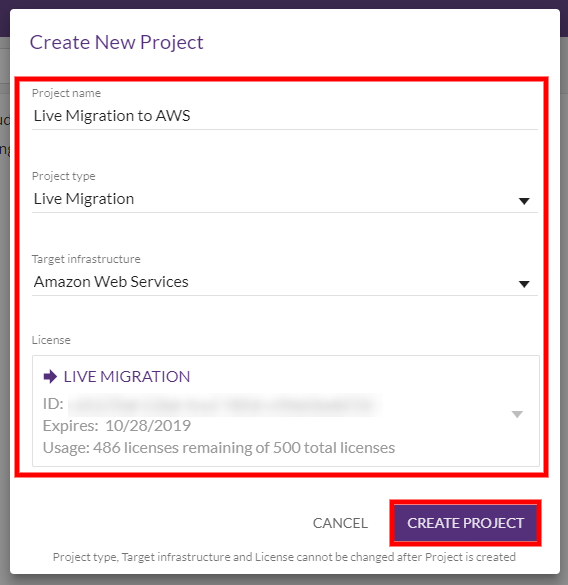 Create New Project
Project name
Live Migration to AWS
Project type
Live Migration
Target infrastructure
Amazon Web Services
License
LIVE MIGRATION
ID:
Expires: 10/28/2019
Usage: 486 licenses remaining of 500 total licenses
CANCEL
CREATE PROJECT
Project type, Target infrastructure and License cannot be changed after Project is created